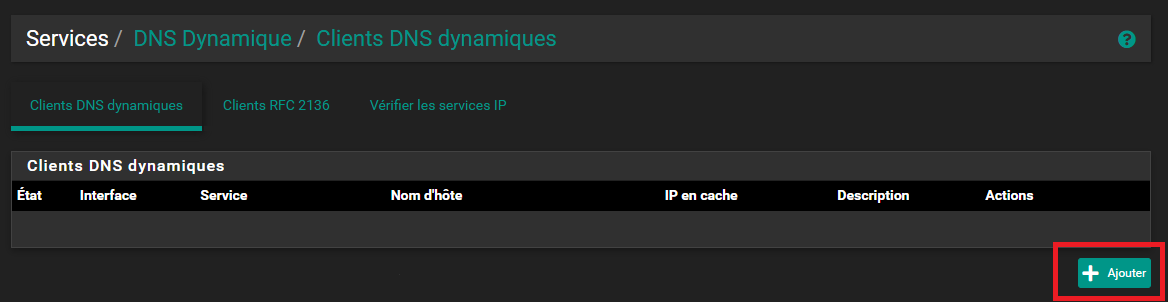 Services / DNS Dynamique / Clients DNS dynamiques
Clients DNS dynamiques Clients RFC 2136 Vérifier les services IP
Clients DNS dynamiques
État Interface Service Nom d'hôte IP en cache Description Actions
Ajouter